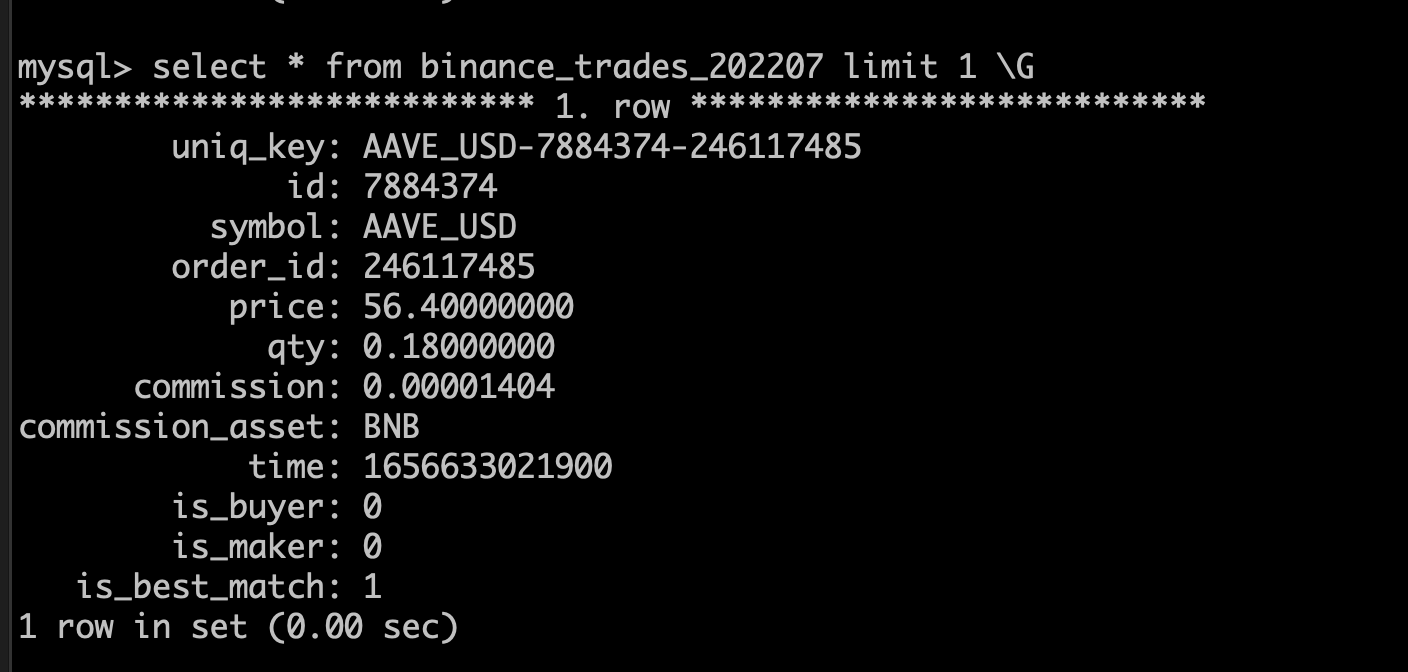 mysql> select * from binance_trades_202207 limit 1 \G
*************************** 1. row ***************************
uniq_key: AAVE_USD-7884374-246117485
id: 7884374
symbol: AAVE_USD
order_id: 246117485
price: 56.40000000
qty: 0.18000000
commission: 0.00001404
commission_asset: BNB
time: 1656633021900
is_buyer: 0
is_maker: 0
is_best_match: 1
1 row in set (0.00 sec)